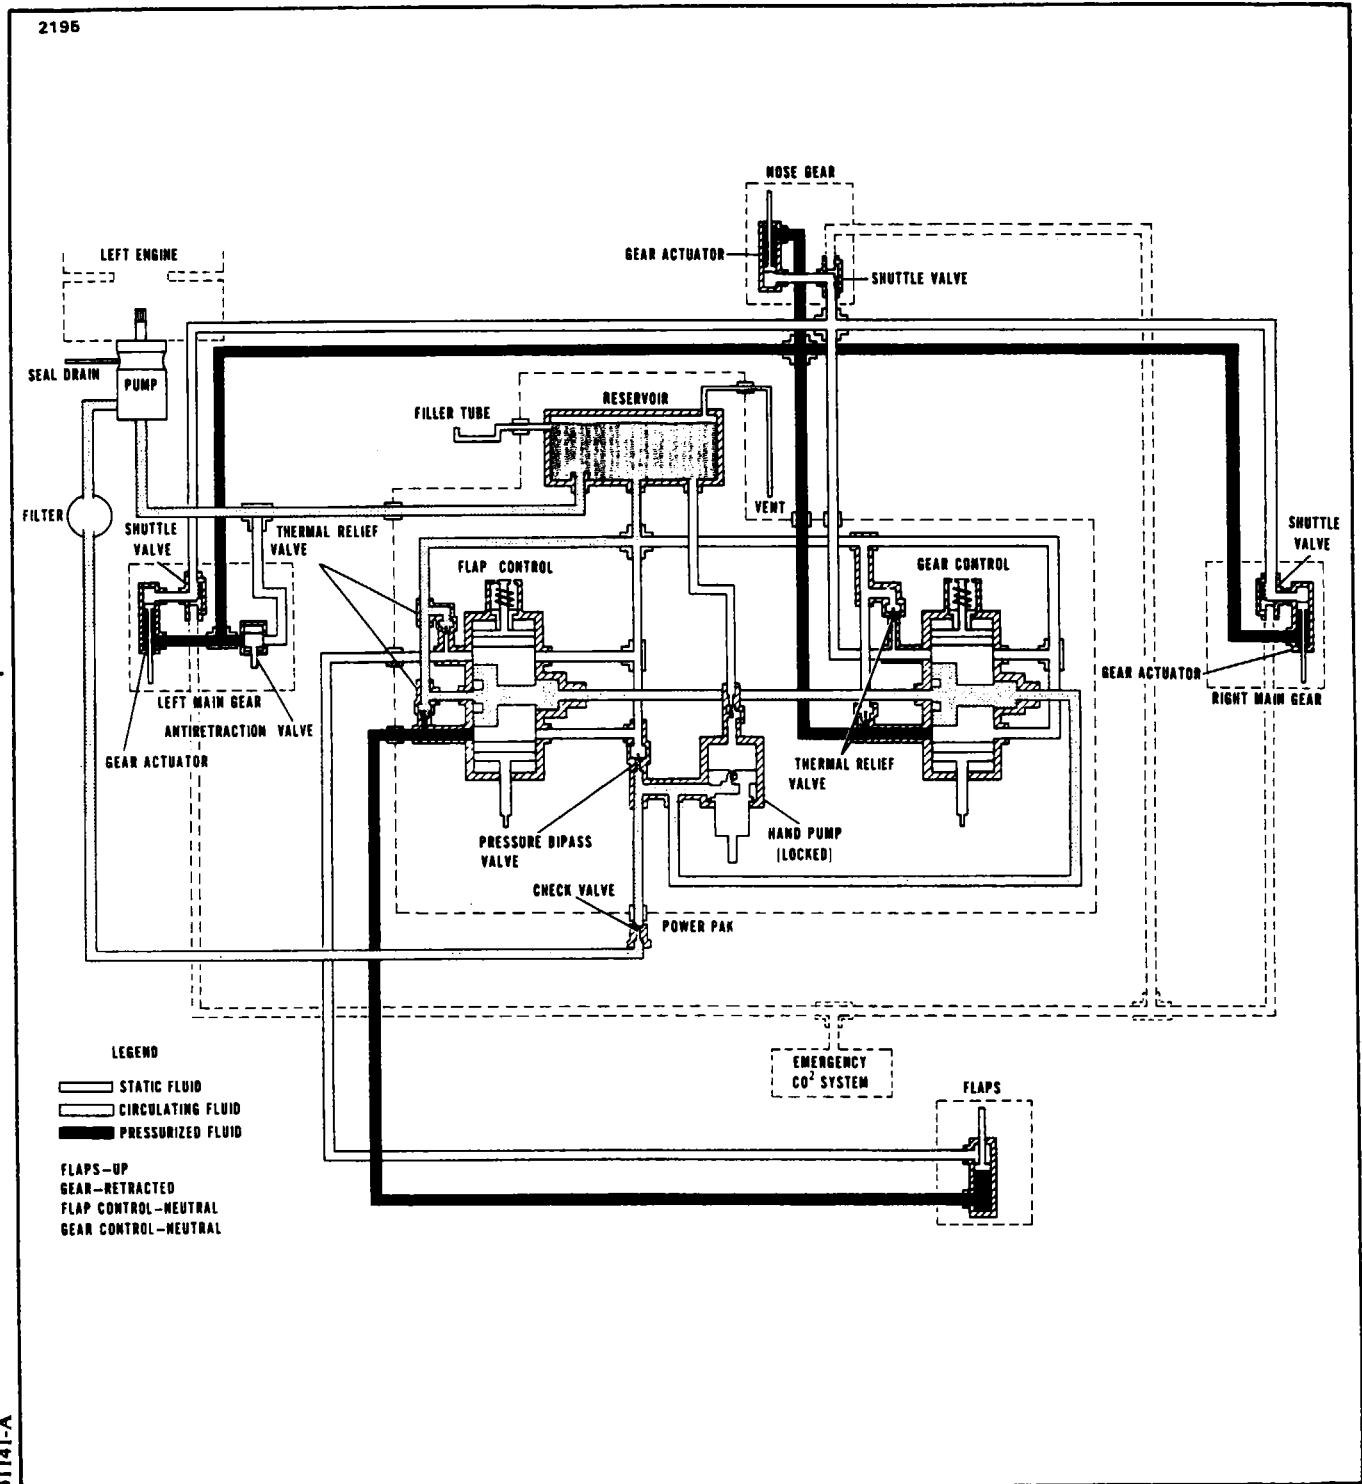 2195
NOSE GEAR
GEAR ACTUATOR
SHUTTLE VALVE
LEFT ENGINE
SEAL DRAIN
PUMP
RESERVOIR
FILLER TUBE
VENT
FILTER
SHUTTLE
VALVE
THERMAL RELIEF
VALVE
FLAP CONTROL
GEAR CONTROL
SHUTTLE
VALVE
LEFT MAIN GEAR
ANTIRETRACTION VALVE
GEAR ACTUATOR
GEAR ACTUATOR
RIGHT MAIN GEAR
THERMAL RELIEF
VALVE
PRESSURE BIPASS
VALVE
HAND PUMP
[LOCKED]
CHECK VALVE
POWER PAK
EMERGENCY
CO2 SYSTEM
FLAPS
LEGEND
STATIC FLUID
CIRCULATING FLUID
PRESSURIZED FLUID
FLAPS-UP
GEAR-RETRACTED
FLAP CONTROL-NEUTRAL
GEAR CONTROL-NEUTRAL